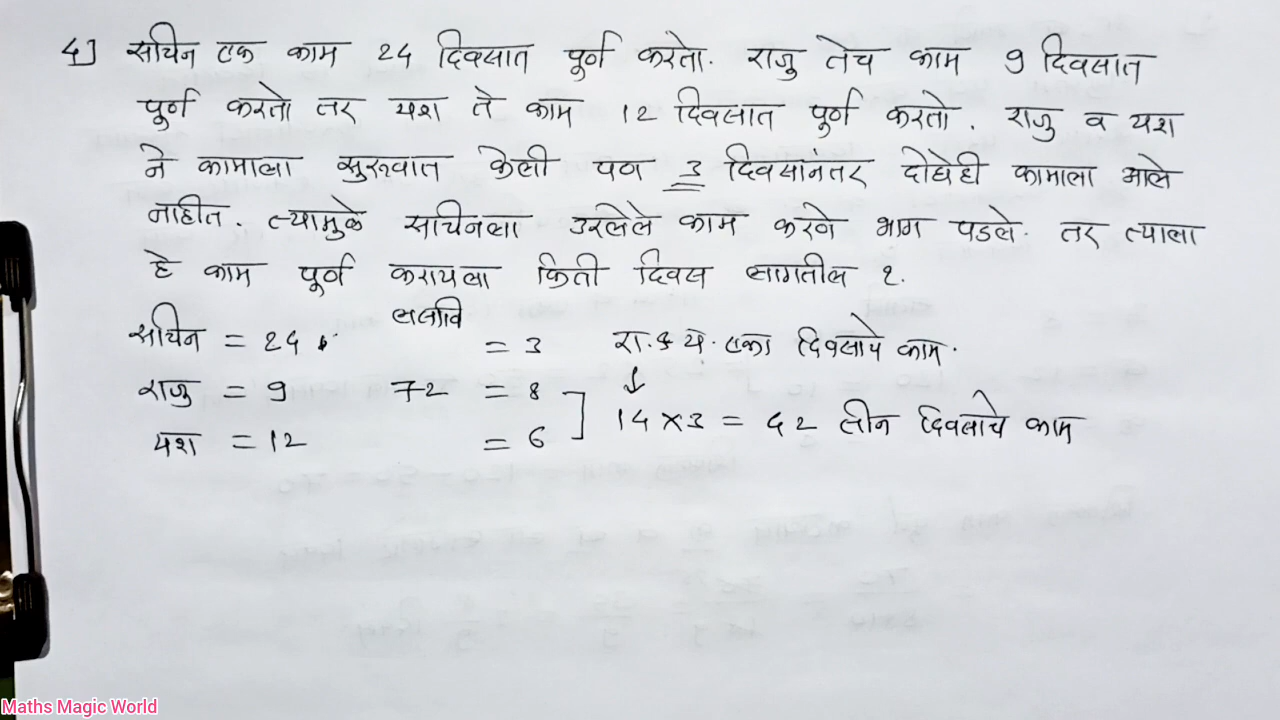 4] सचिन एक काम 24 दिवसात पूर्ण करतो. राजु तेच काम 9 दिवसात
पूर्ण करतो तर यश ते काम 12 दिवसात पूर्ण करतो. राजु व यश
ने कामाला सुरूवात केली पण 3 दिवसांनंतर दोघेही कामाला आले
नाहीत. त्यामुळे सचिनला उरलेले काम करणे भाग पडले. तर त्याला
हे काम पूर्ण करायला किती दिवस लागतील ?.
लसावि
सचिन = 24 = 3 रा. & य. एका दिवसाचे काम.
राजु = 9 72 = 8
यश = 12 = 6 ] 14 × 3 = 42 तीन दिवसाचे काम
Maths Magic World